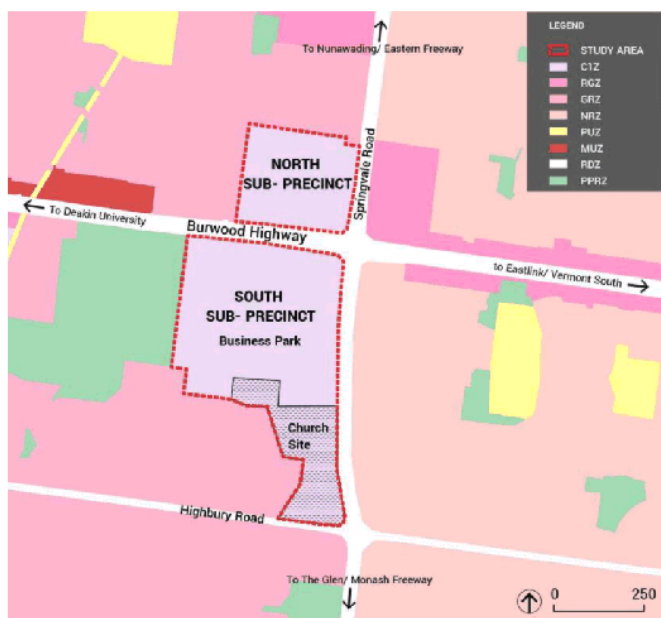 LEGEND
STUDY AREA
C1Z
RGZ
GRZ
NRZ
PUZ
MUZ
RDZ
PPRZ
To Nunawading/ Eastern Freeway
Springvale Road
NORTH
SUB- PRECINCT
To Deakin University
Burwood Highway
to Eastlink/ Vermont South
SOUTH
SUB- PRECINCT
Business Park
Church
Site
Highbury Road
To The Glen/ Monash Freeway
0 250